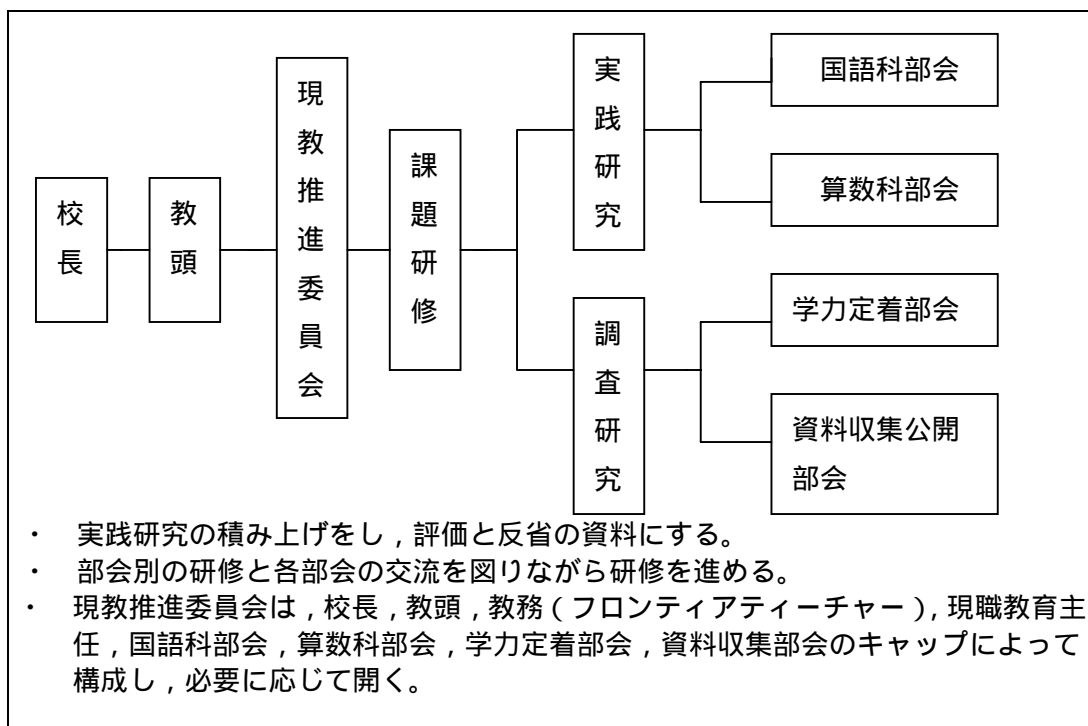 校長
教頭
現教推進委員会
課題研修
実践研究
調査研究
国語科部会
算数科部会
学力定着部会
資料収集公開
部会
・ 実践研究の積み上げをし，評価と反省の資料にする。
・ 部会別の研修と各部会の交流を図りながら研修を進める。
・ 現教推進委員会は，校長，教頭，教務（フロンティアティーチャー），現職教育主
任，国語科部会，算数科部会，学力定着部会，資料収集部会のキャップによって
構成し，必要に応じて開く。